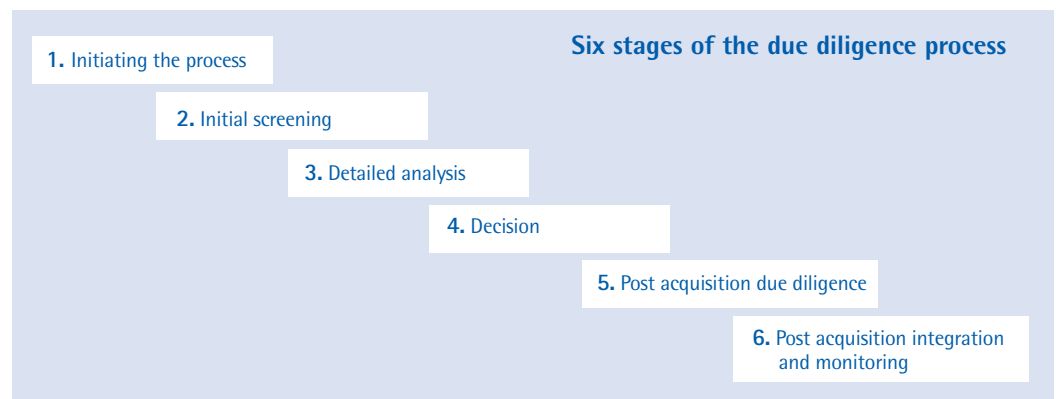 Six stages of the due diligence process
1. Initiating the process
2. Initial screening
3. Detailed analysis
4. Decision
5. Post acquisition due diligence
6. Post acquisition integration
and monitoring